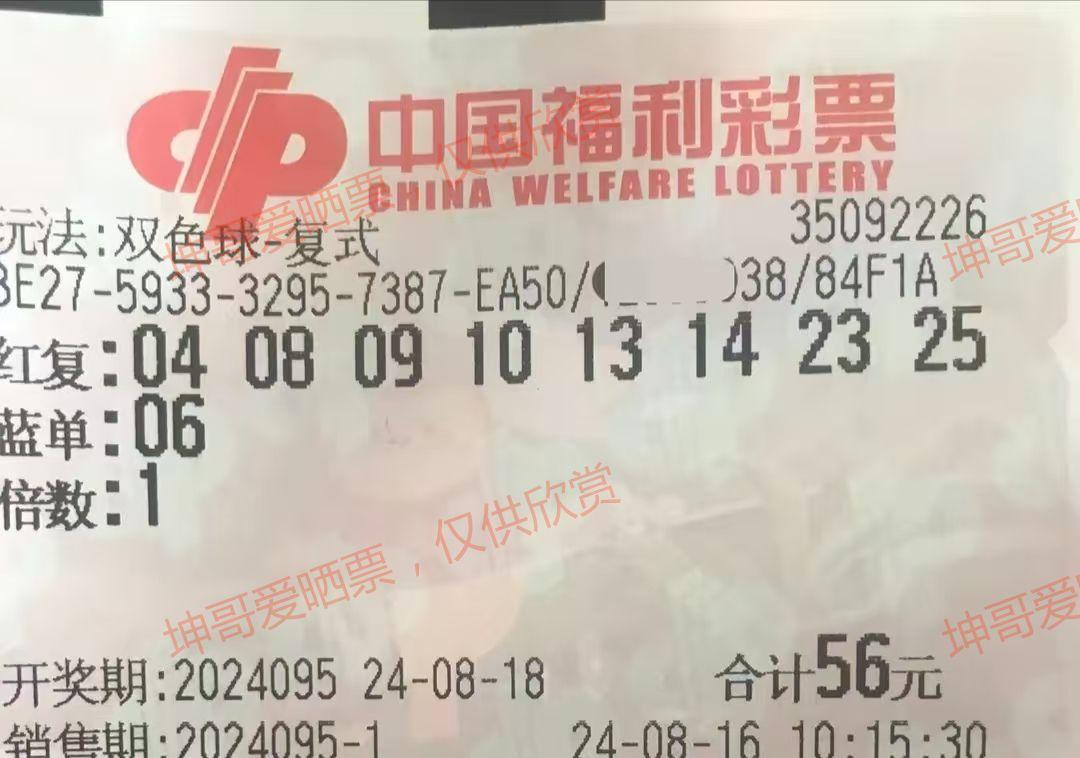 中国福利彩票
CHINA WELFARE LOTTERY
玩法:双色球-复式 35092226
BE27-5933-3295-7387-EA50/ 038/84F1A
红复:04 08 09 10 13 14 23 25
蓝单:06
倍数:1
开奖期:2024095 24-08-18 合计56元
销售期:2024095-1 24-08-16 10:15:30
坤哥爱晒票,仅供欣赏
坤哥爱晒票,仅供欣赏
坤哥爱
坤哥爱